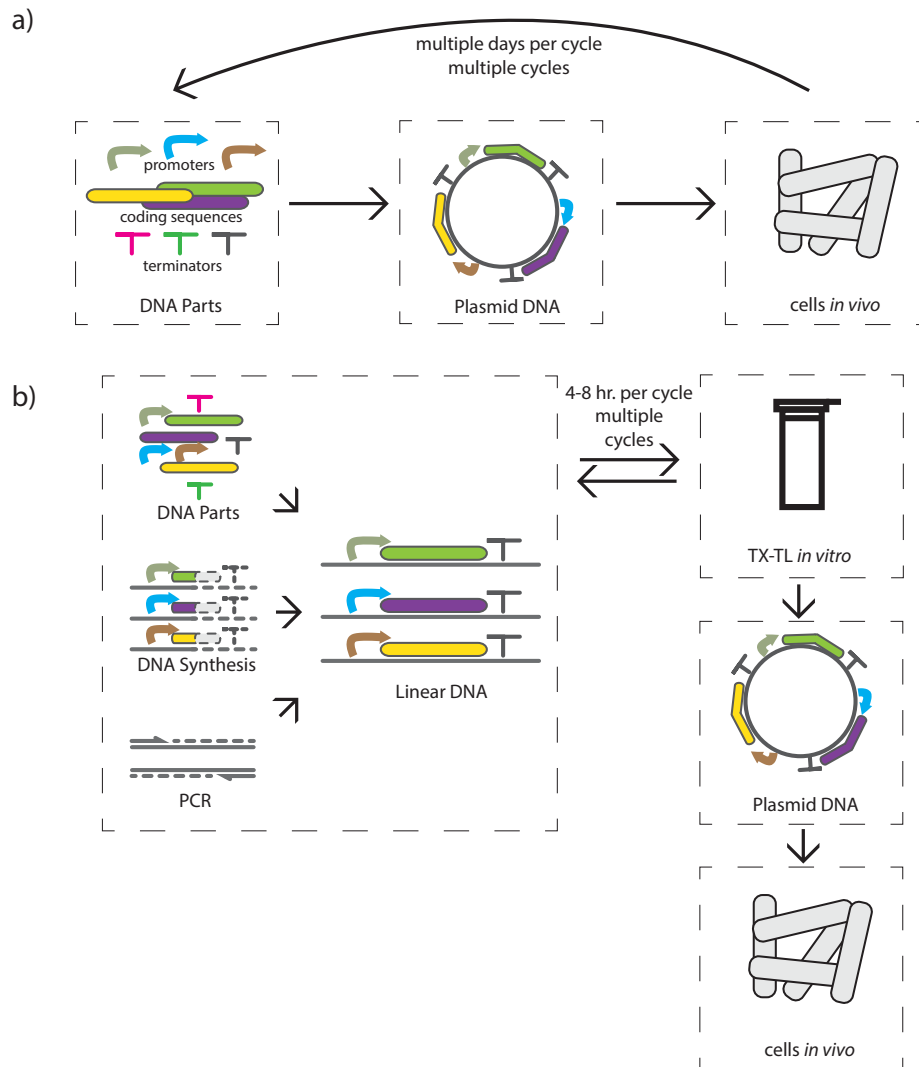 a)
multiple days per cycle
multiple cycles
promoters
coding sequences
terminators
DNA Parts
Plasmid DNA
cells in vivo
b)
DNA Parts
DNA Synthesis
PCR
Linear DNA
4-8 hr. per cycle
multiple
cycles
TX-TL in vitro
Plasmid DNA
cells in vivo